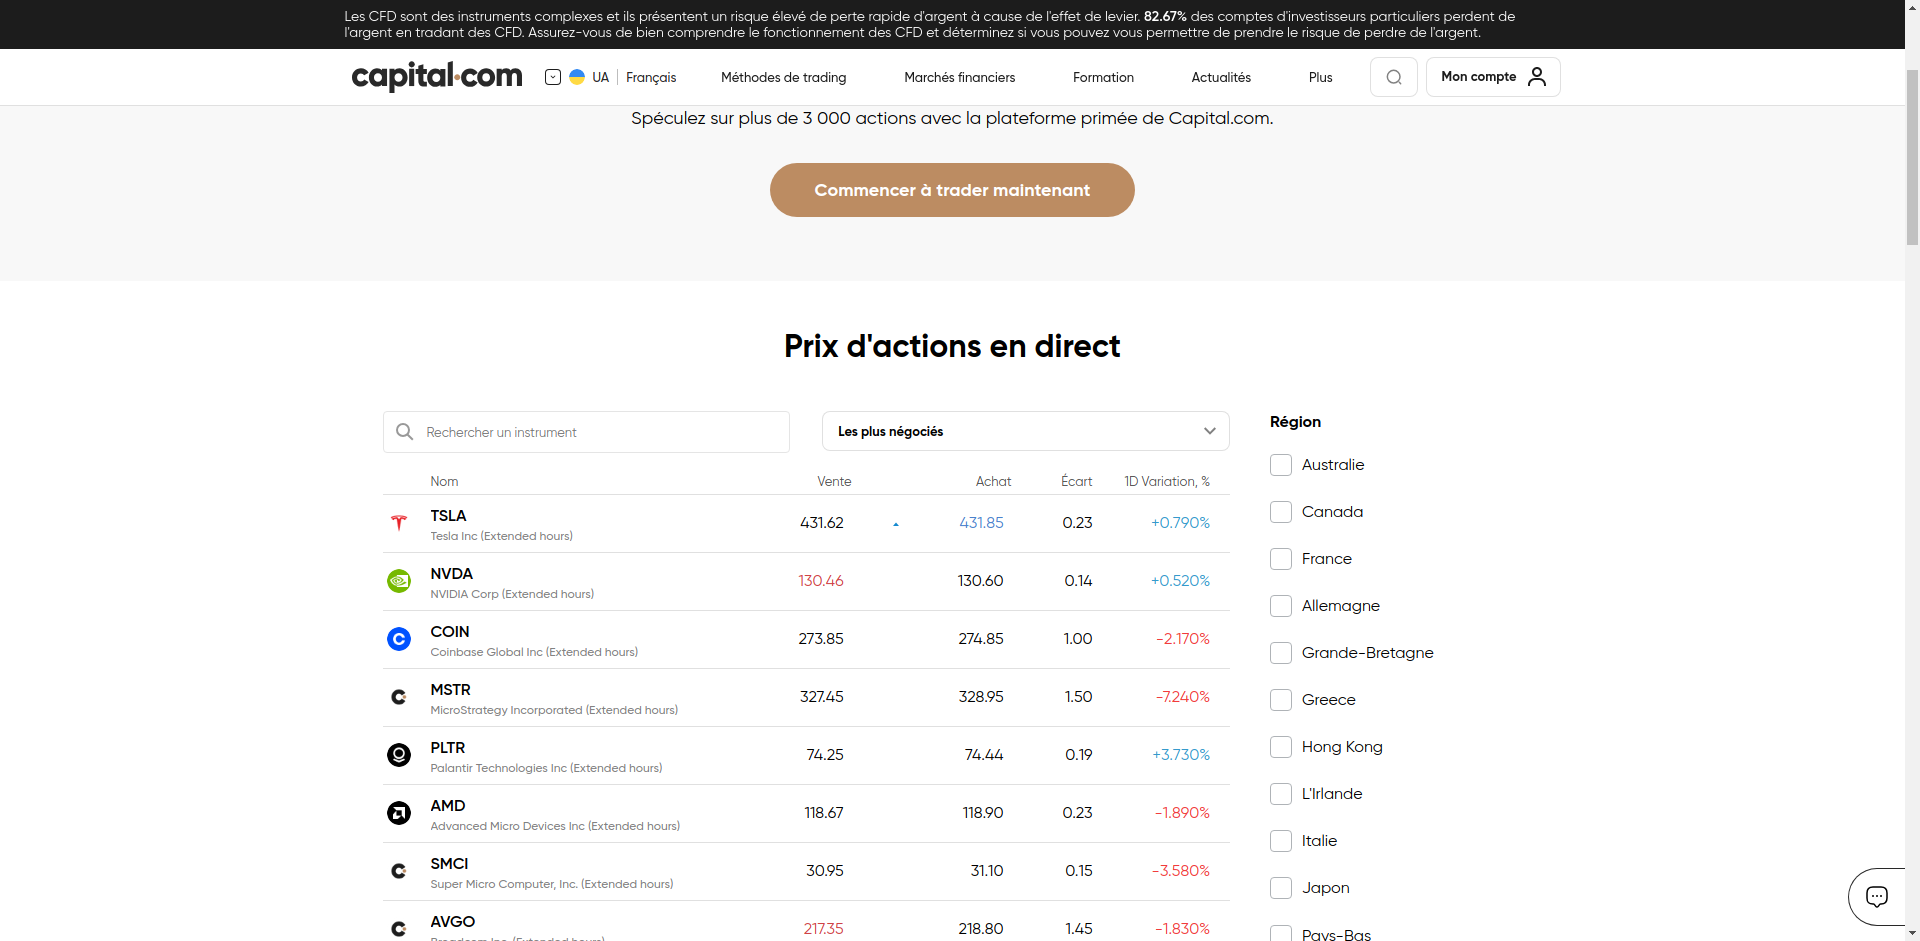 Les CFD sont des instruments complexes et ils présentent un risque élevé de perte rapide d'argent à cause de l'effet de levier. 82.67% des comptes d'investisseurs particuliers perdent de
l'argent en tradant des CFD. Assurez-vous de bien comprendre le fonctionnement des CFD et déterminez si vous pouvez vous permettre de prendre le risque de perdre de l'argent.
capital.com UA Français Méthodes de trading Marchés financiers Formation Actualités Plus Mon compte
Spéculez sur plus de 3 000 actions avec la plateforme primée de Capital.com.
Commencer à trader maintenant
Prix d'actions en direct
Rechercher un instrument
Les plus négociés
Nom Vente Achat Écart 1D Variation, %
TSLA 431.62 431.85 0.23 +0.790%
Tesla Inc (Extended hours)
NVDA 130.46 130.60 0.14 +0.520%
NVIDIA Corp (Extended hours)
COIN 273.85 274.85 1.00 -2.170%
Coinbase Global Inc (Extended hours)
MSTR 327.45 328.95 1.50 -7.240%
MicroStrategy Incorporated (Extended hours)
PLTR 74.25 74.44 0.19 +3.730%
Palantir Technologies Inc (Extended hours)
AMD 118.67 118.90 0.23 -1.890%
Advanced Micro Devices Inc (Extended hours)
SMCI 30.95 31.10 0.15 -3.580%
Super Micro Computer, Inc. (Extended hours)
AVGO 217.35 218.80 1.45 -1.830%
Broadcom Inc. (Extended hours)
Région
Australie
Canada
France
Allemagne
Grande-Bretagne
Greece
Hong Kong
L'Irlande
Italie
Japon
Pays-Bas